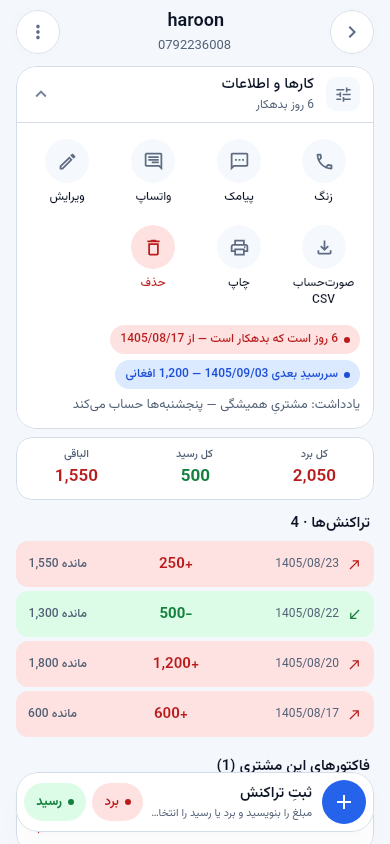 haroon
0792236008
کارها و اطلاعات
6 روز بدهکار
زنگ
پیامک
واتساپ
ویرایش
صورت‌حساب CSV
چاپ
حذف
6 روز است که بدهکار است — از 1405/08/17
سررسیدِ بعدی 1405/09/03 — 1,200 افغانی
یادداشت: مشتریِ همیشگی — پنجشنبه‌ها حساب می‌کند
کل برد
کل رسید
الباقی
2,050
500
1,550
تراکنش‌ها · 4
1405/08/23 +250 مانده 1,550
1405/08/22 −500 مانده 1,300
1405/08/20 +1,200 مانده 1,800
1405/08/17 +600 مانده 600
فاکتورهای این مشتری (1)
ثبتِ تراکنش
مبلغ را بنویسید و برد یا رسید را انتخا...
برد
رسید